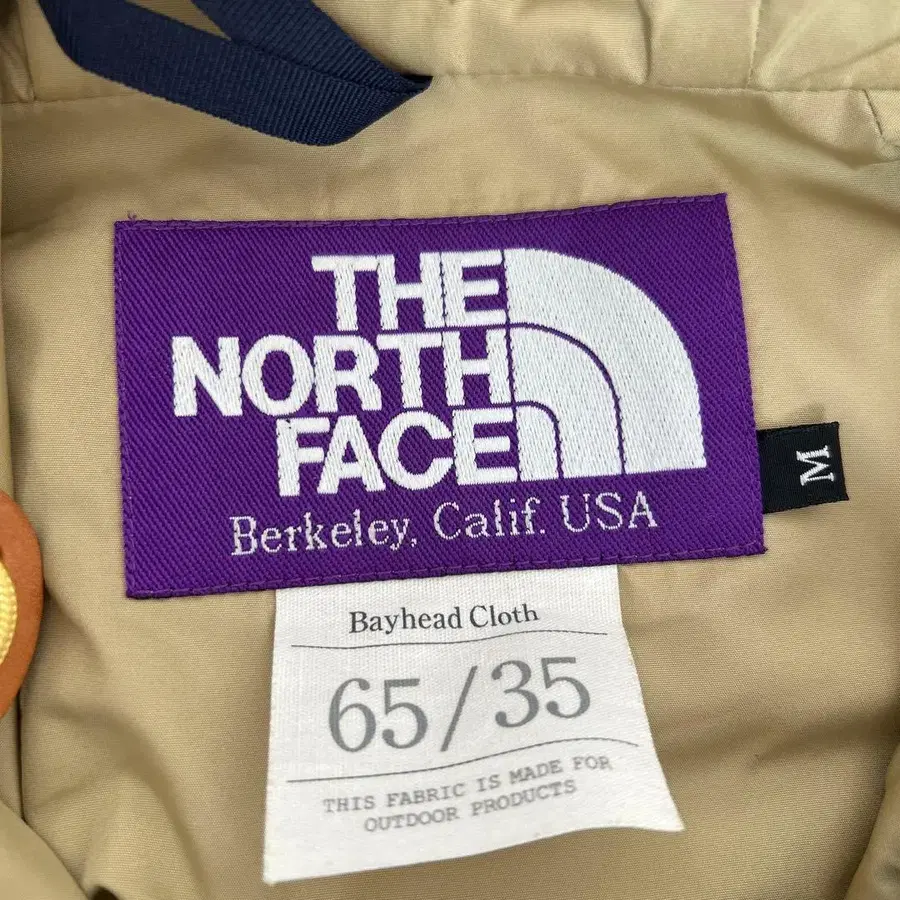 THE
NORTH
FACE
Berkeley, Calif. USA
M
Bayhead Cloth
65/35
THIS FABRIC IS MADE FOR
OUTDOOR PRODUCTS